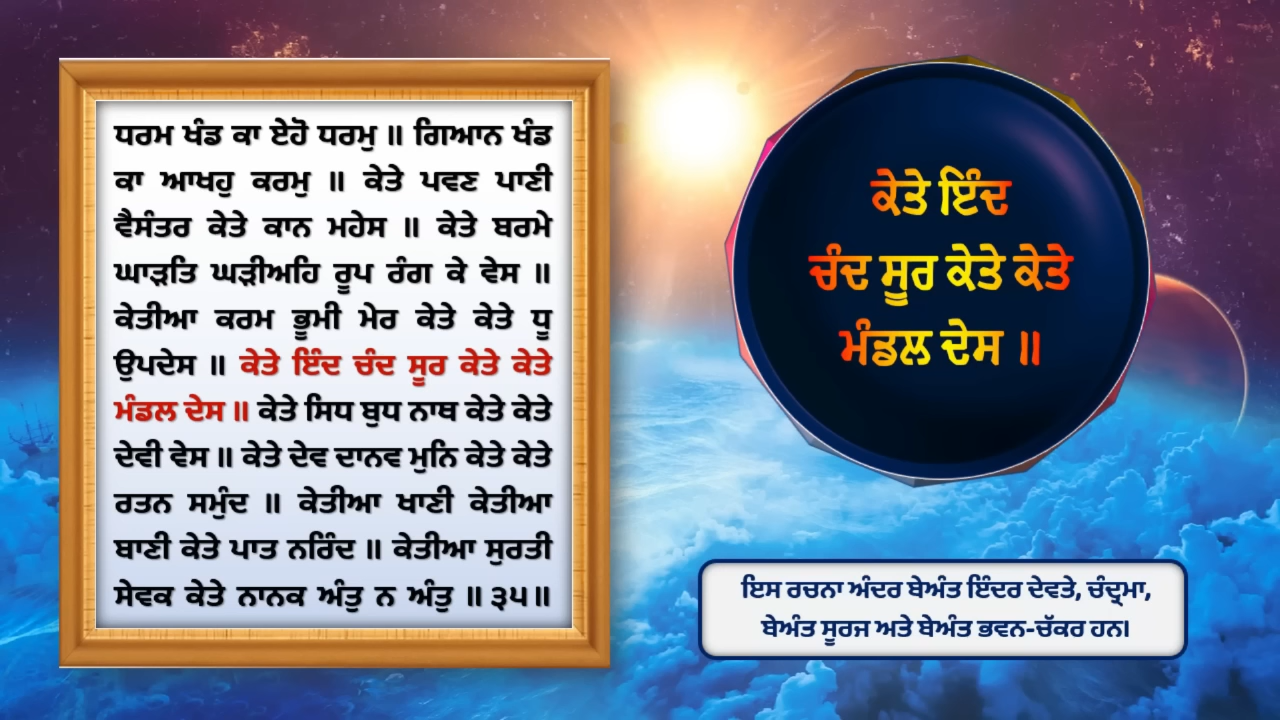 ਧਰਮ ਖੰਡ ਕਾ ਏਹੋ ਧਰਮੁ ॥ ਗਿਆਨ ਖੰਡ
ਕਾ ਆਖਹੁ ਕਰਮੁ ॥ ਕੇਤੇ ਪਵਣ ਪਾਣੀ
ਵੈਸੰਤਰ ਕੇਤੇ ਕਾਨ ਮਹੇਸ ॥ ਕੇਤੇ ਬਰਮੇ
ਘਾੜਤਿ ਘੜੀਅਹਿ ਰੂਪ ਰੰਗ ਕੇ ਵੇਸ ॥
ਕੇਤੀਆ ਕਰਮ ਭੂਮੀ ਮੇਰ ਕੇਤੇ ਕੇਤੇ ਧੂ
ਉਪਦੇਸ ॥ ਕੇਤੇ ਇੰਦ ਚੰਦ ਸੂਰ ਕੇਤੇ ਕੇਤੇ
ਮੰਡਲ ਦੇਸ ॥ ਕੇਤੇ ਸਿਧ ਬੁਧ ਨਾਥ ਕੇਤੇ ਕੇਤੇ
ਦੇਵੀ ਵੇਸ ॥ ਕੇਤੇ ਦੇਵ ਦਾਨਵ ਮੁਨਿ ਕੇਤੇ ਕੇਤੇ
ਰਤਨ ਸਮੁੰਦ ॥ ਕੇਤੀਆ ਖਾਣੀ ਕੇਤੀਆ
ਬਾਣੀ ਕੇਤੇ ਪਾਤ ਨਰਿੰਦ ॥ ਕੇਤੀਆ ਸੁਰਤੀ
ਸੇਵਕ ਕੇਤੇ ਨਾਨਕ ਅੰਤੁ ਨ ਅੰਤੁ ॥੩੫॥
ਕੇਤੇ ਇੰਦ
ਚੰਦ ਸੂਰ ਕੇਤੇ ਕੇਤੇ
ਮੰਡਲ ਦੇਸ ॥
ਇਸ ਰਚਨਾ ਅੰਦਰ ਬੇਅੰਤ ਇੰਦਰ ਦੇਵਤੇ, ਚੰਦ੍ਰਮਾ,
ਬੇਅੰਤ ਸੂਰਜ ਅਤੇ ਬੇਅੰਤ ਭਵਨ-ਚੱਕਰ ਹਨ।